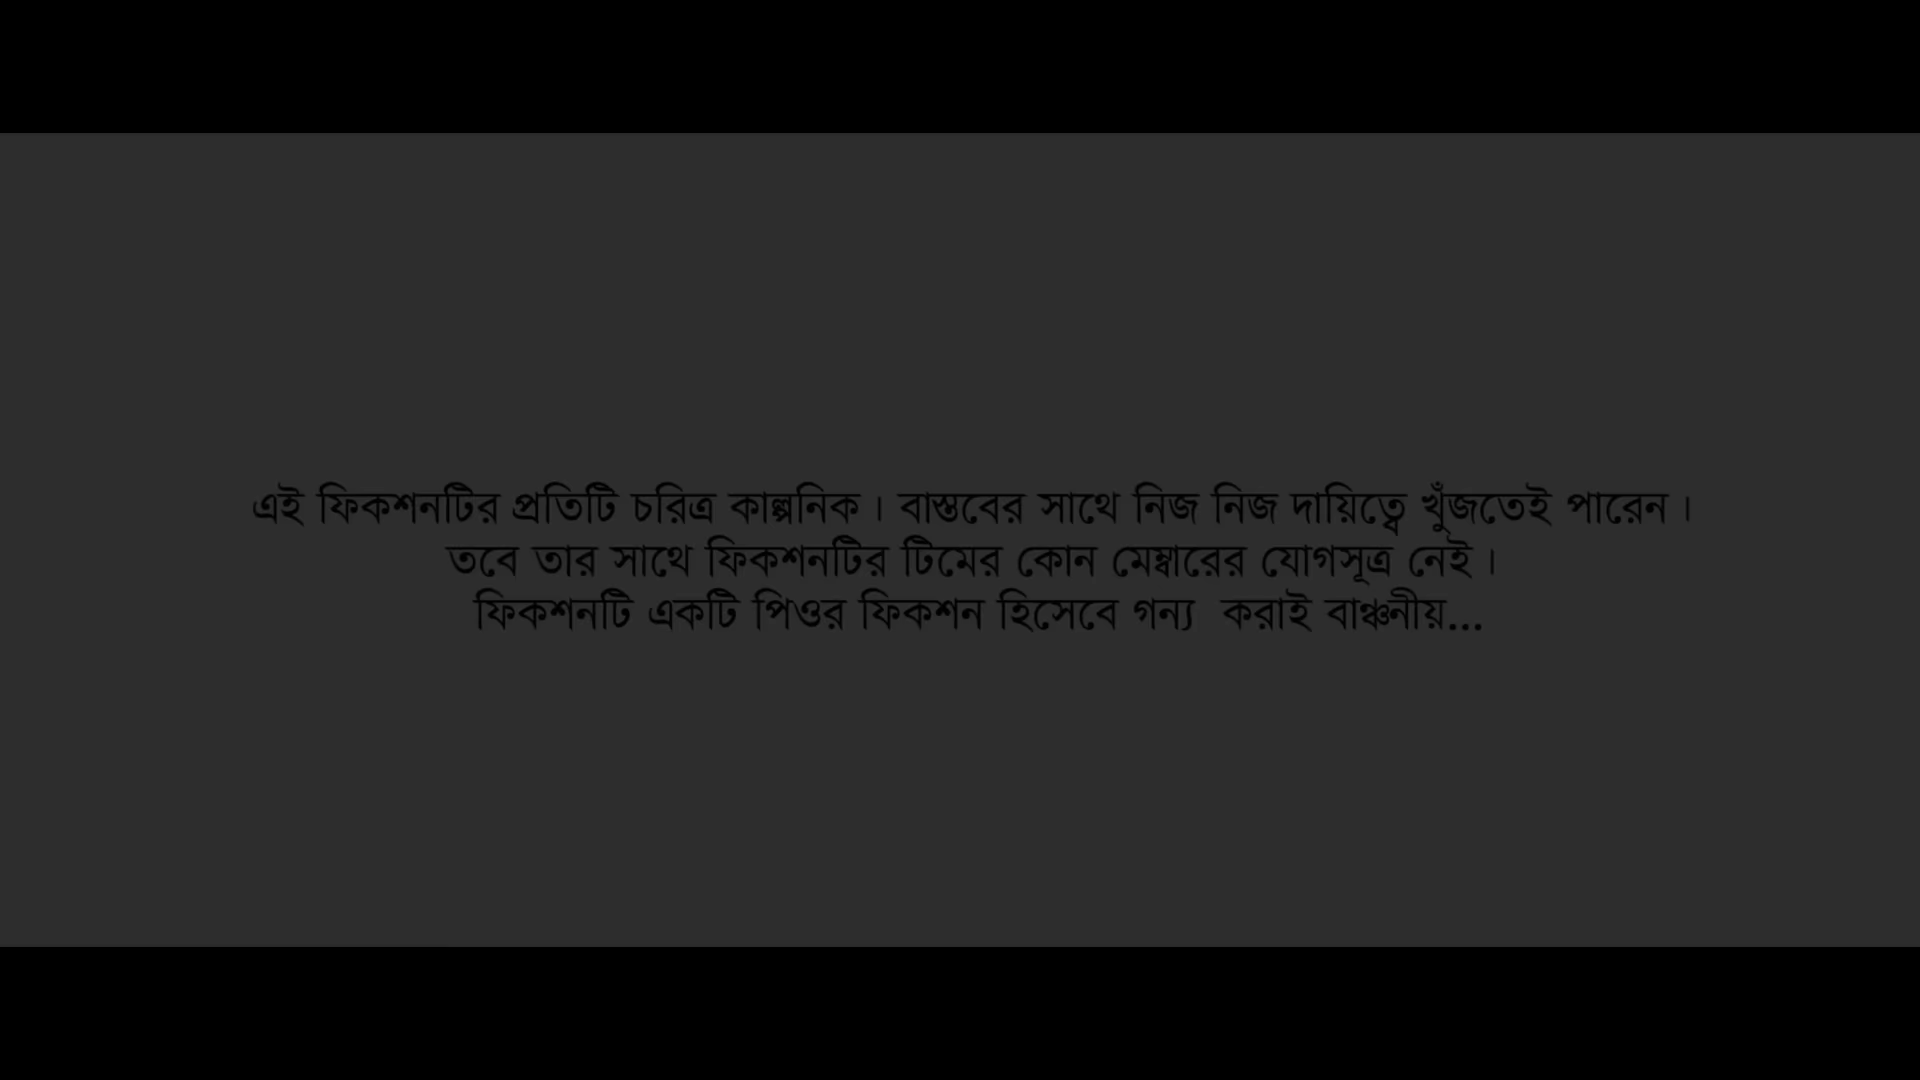 এই ফিকশনটির প্রতিটি চরিত্র কাল্পনিক। বাস্তবের সাথে নিজ নিজ দায়িত্বে খুঁজতেই পারেন।
তবে তার সাথে ফিকশনটির টিমের কোন মেম্বারের যোগসূত্র নেই।
ফিকশনটি একটি পিওর ফিকশন হিসেবে গন্য করাই বাঞ্চনীয়...